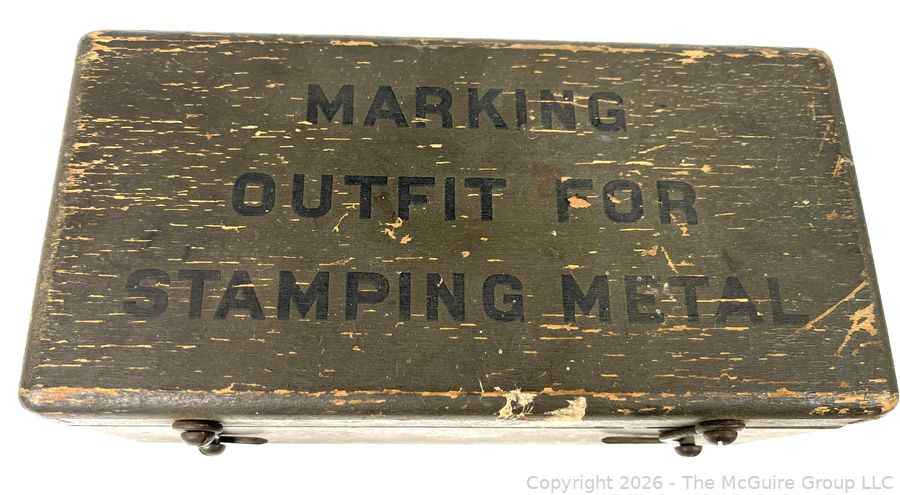 MARKING
OUTFIT FOR
STAMPING METAL
Copyright 2026 - The McGuire Group LLC